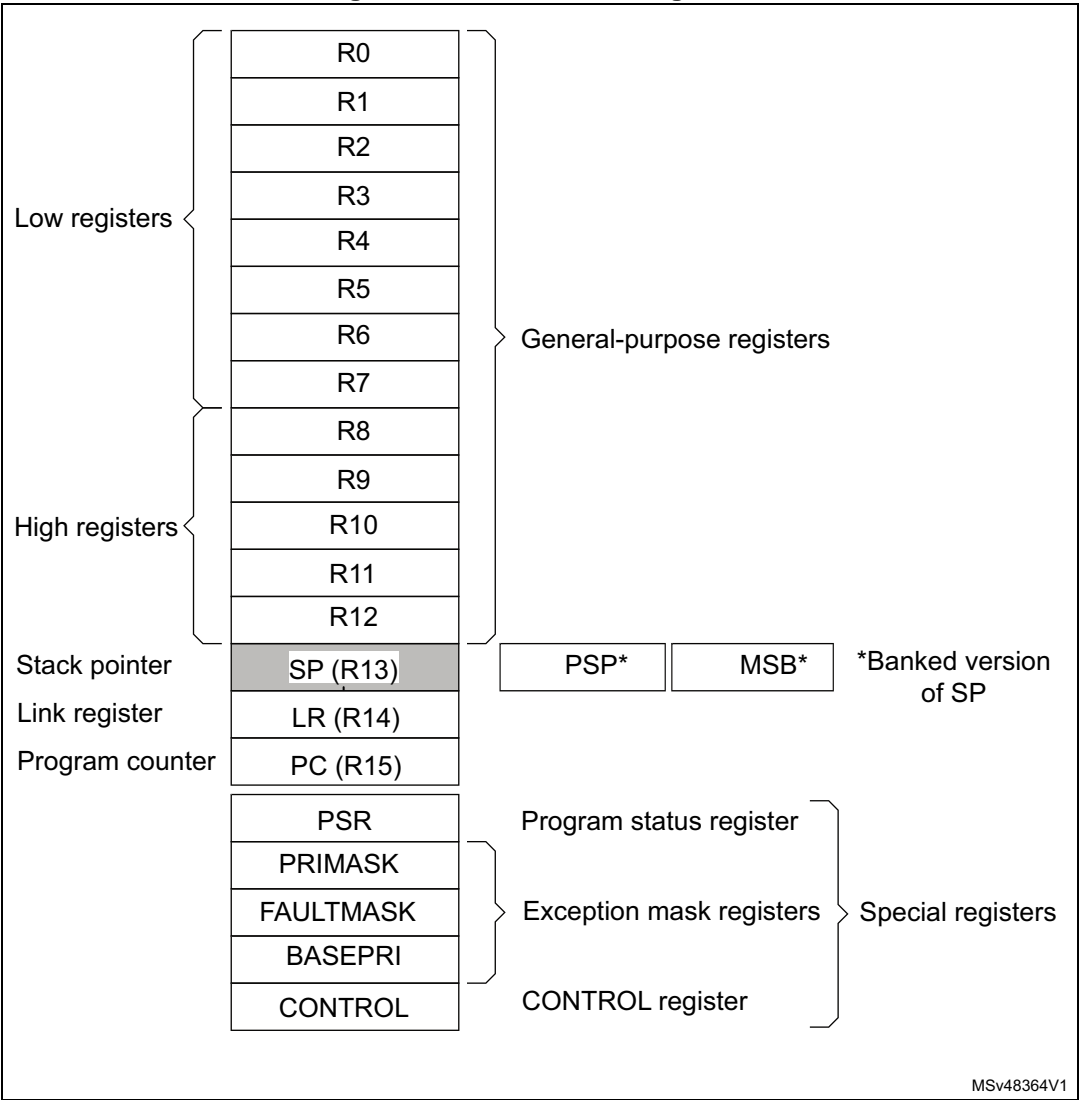 R0
R1
R2
R3
Low registers
R4
R5
R6
General-purpose registers
R7
R8
R9
High registers
R10
R11
R12
Stack pointer
SP (R13)
PSP*
MSB*
*Banked version
of SP
Link register
LR (R14)
Program counter
PC (R15)
PSR
Program status register
PRIMASK
FAULTMASK
Exception mask registers
Special registers
BASEPRI
CONTROL
CONTROL register
MSv48364V1